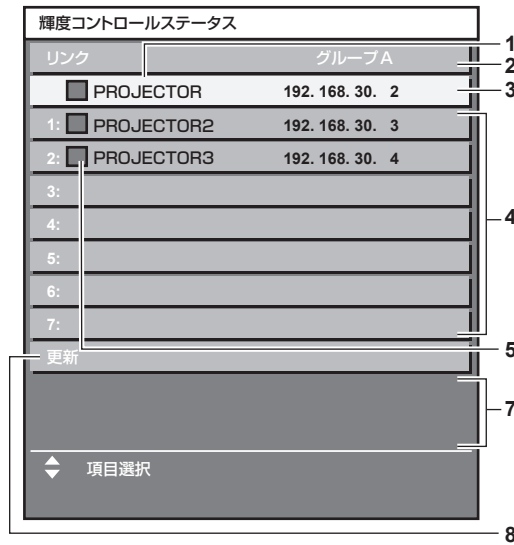 輝度コントロールステータス
リンク グループA
PROJECTOR 192. 168. 30. 2
1: PROJECTOR2 192. 168. 30. 3
2: PROJECTOR3 192. 168. 30. 4
3:
4:
5:
6:
7:
更新
項目選択
1
2
3
4
5
7
8